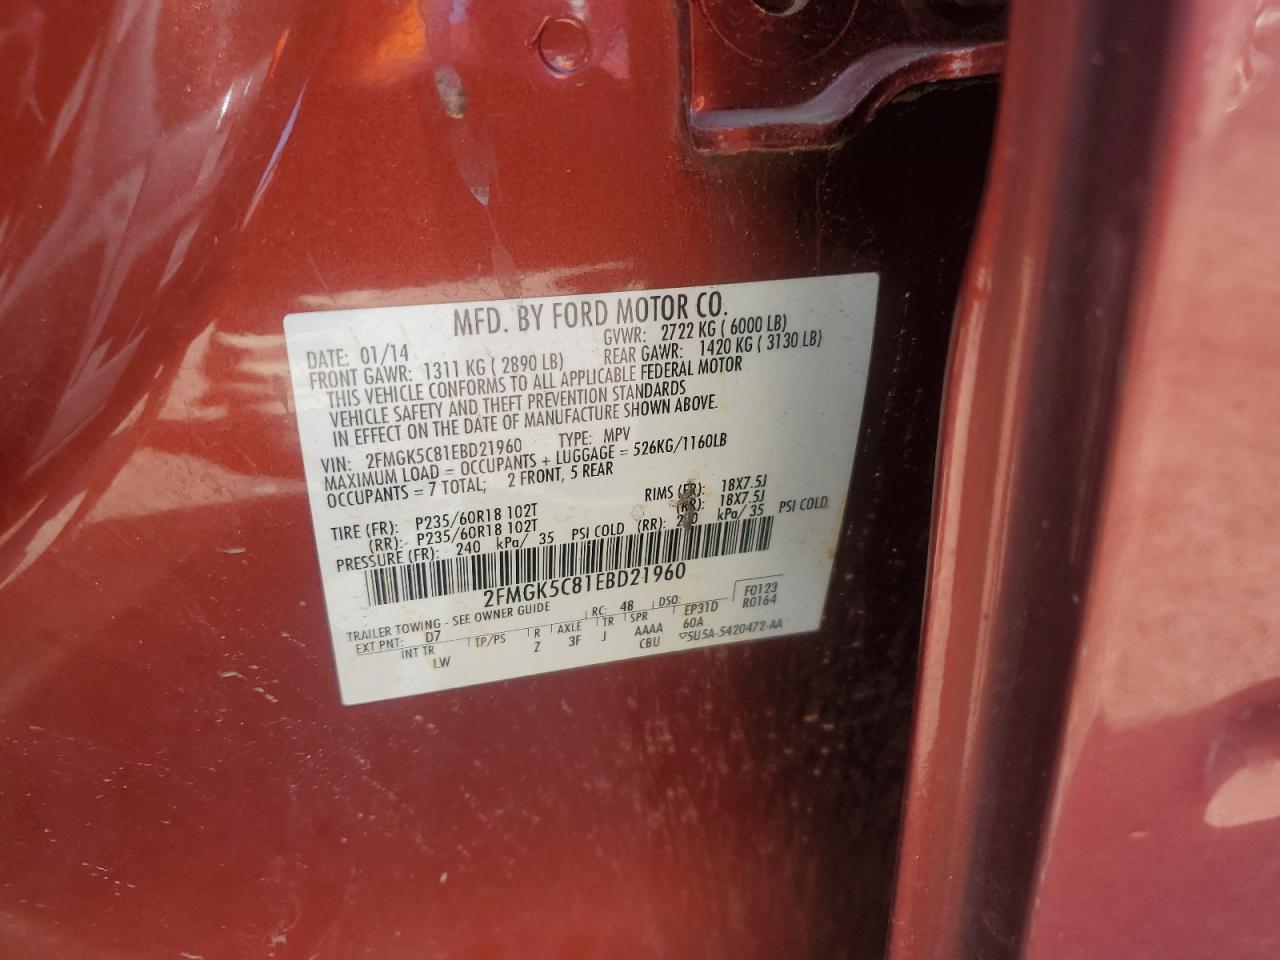 MFD. BY FORD MOTOR CO.
DATE: 01/14 GVWR: 2722 KG ( 6000 LB)
FRONT GAWR: 1311 KG ( 2890 LB) REAR GAWR: 1420 KG ( 3130 LB)
THIS VEHICLE CONFORMS TO ALL APPLICABLE FEDERAL MOTOR
VEHICLE SAFETY AND THEFT PREVENTION STANDARDS
IN EFFECT ON THE DATE OF MANUFACTURE SHOWN ABOVE.
VIN: 2FMGK5C81EBD21960 TYPE: MPV
MAXIMUM LOAD = OCCUPANTS + LUGGAGE = 526KG/1160LB
OCCUPANTS = 7 TOTAL; 2 FRONT, 5 REAR
TIRE (FR): P235/60R18 102T RIMS (FR): 18X7.5J
(RR): P235/60R18 102T (RR): 18X7.5J
PRESSURE (FR): 240 kPa/ 35 PSI COLD (RR): 240 kPa/ 35 PSI COLD
2FMGK5C81EBD21960
TRAILER TOWING - SEE OWNER GUIDE
F0123
R0164
EXT PNT: D7 RC: 48 DSO: EP31D
INT TR TP/PS R AXLE TR SPR 60A
LW Z 3F J AAAA
CBU ▽5U5A-5420472-AA